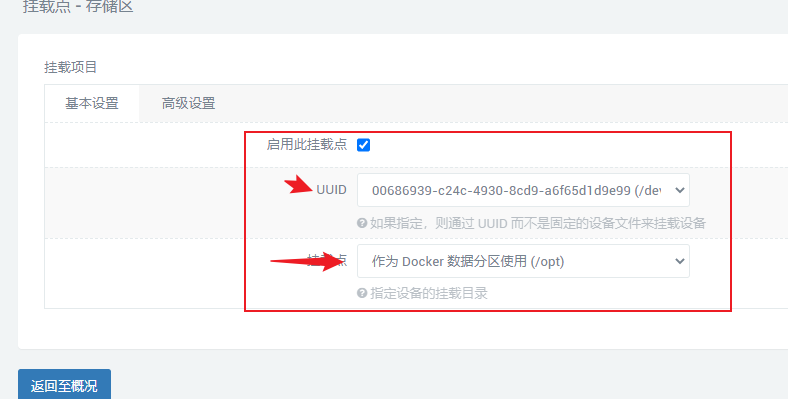 挂载点 - 存储区
挂载项目
基本设置 高级设置
启用此挂载点
UUID 00686939-c24c-4930-8cd9-a6f65d1d9e99 (/dev
如果指定，则通过 UUID 而不是固定的设备文件来挂载设备
挂载点 作为 Docker 数据分区使用 (/opt)
指定设备的挂载目录
返回至概况